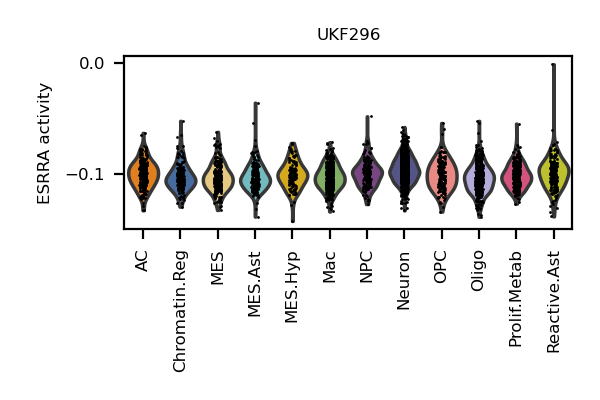 UKF296
ESRRA activity
0.0
−0.1
AC
Chromatin.Reg
MES
MES.Ast
MES.Hyp
Mac
NPC
Neuron
OPC
Oligo
Prolif.Metab
Reactive.Ast